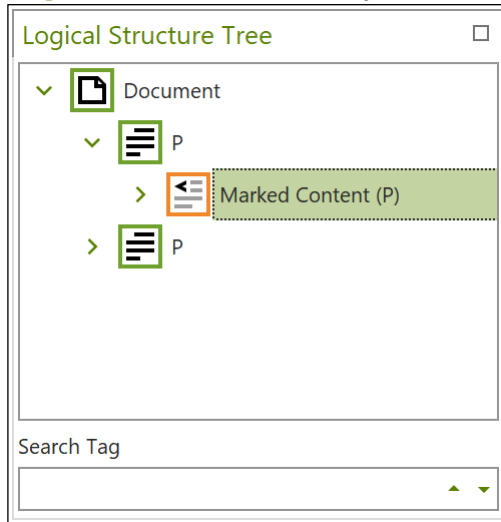 Logical Structure Tree
Document
P
Marked Content (P)
P
Search Tag